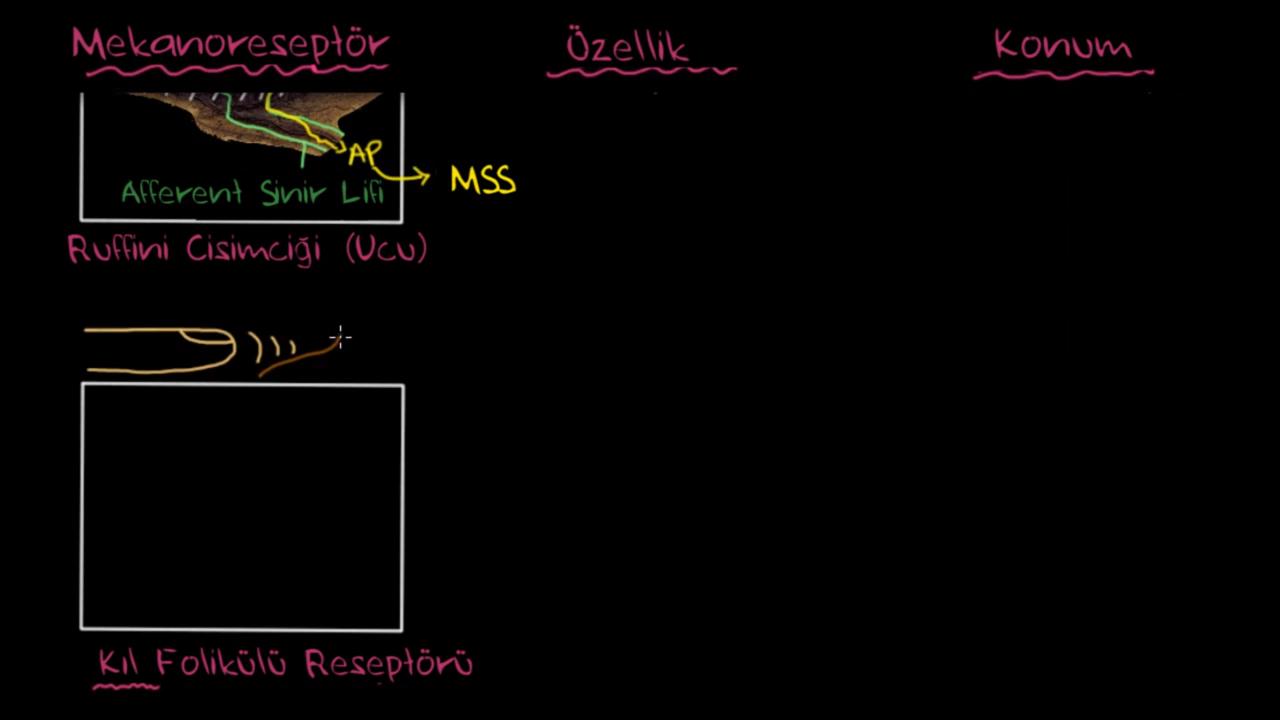 Mekanoreseptör Özellik Konum
AP
MSS
Afferent Sinir Lifi
Ruffini Cisimciği (Ucu)
Kıl Folikülü Reseptörü